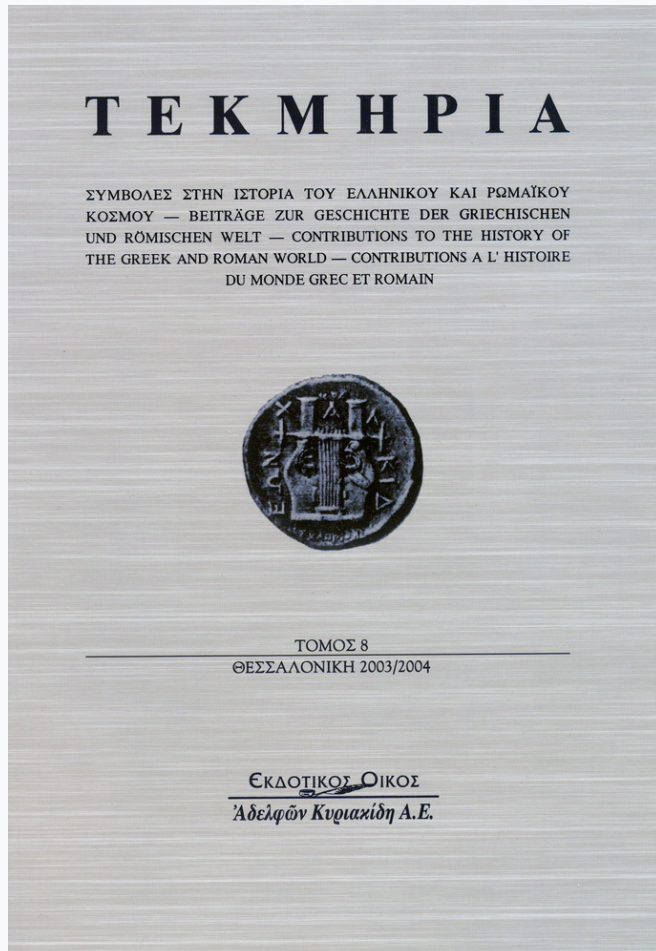 ΤΕΚΜΗΡΙΑ
ΣΥΜΒΟΛΕΣ ΣΤΗΝ ΙΣΤΟΡΙΑ ΤΟΥ ΕΛΛΗΝΙΚΟΥ ΚΑΙ ΡΩΜΑΪΚΟΥ
ΚΟΣΜΟΥ — BEITRÄGE ZUR GESCHICHTE DER GRIECHISCHEN
UND RÖMISCHEN WELT — CONTRIBUTIONS TO THE HISTORY OF
THE GREEK AND ROMAN WORLD — CONTRIBUTIONS A L' HISTOIRE
DU MONDE GREC ET ROMAIN
ΤΟΜΟΣ 8
ΘΕΣΣΑΛΟΝΙΚΗ 2003/2004
ΕΚΔΟΤΙΚΟΣ ΟΙΚΟΣ
Ἀδελφῶν Κυριακίδη Α.Ε.